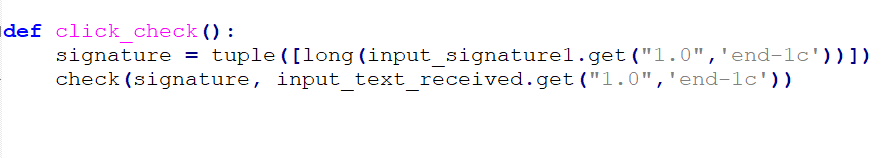 def click_check():
    signature = tuple([long(input_signature1.get("1.0",'end-1c'))])
    check(signature, input_text_received.get("1.0",'end-1c'))